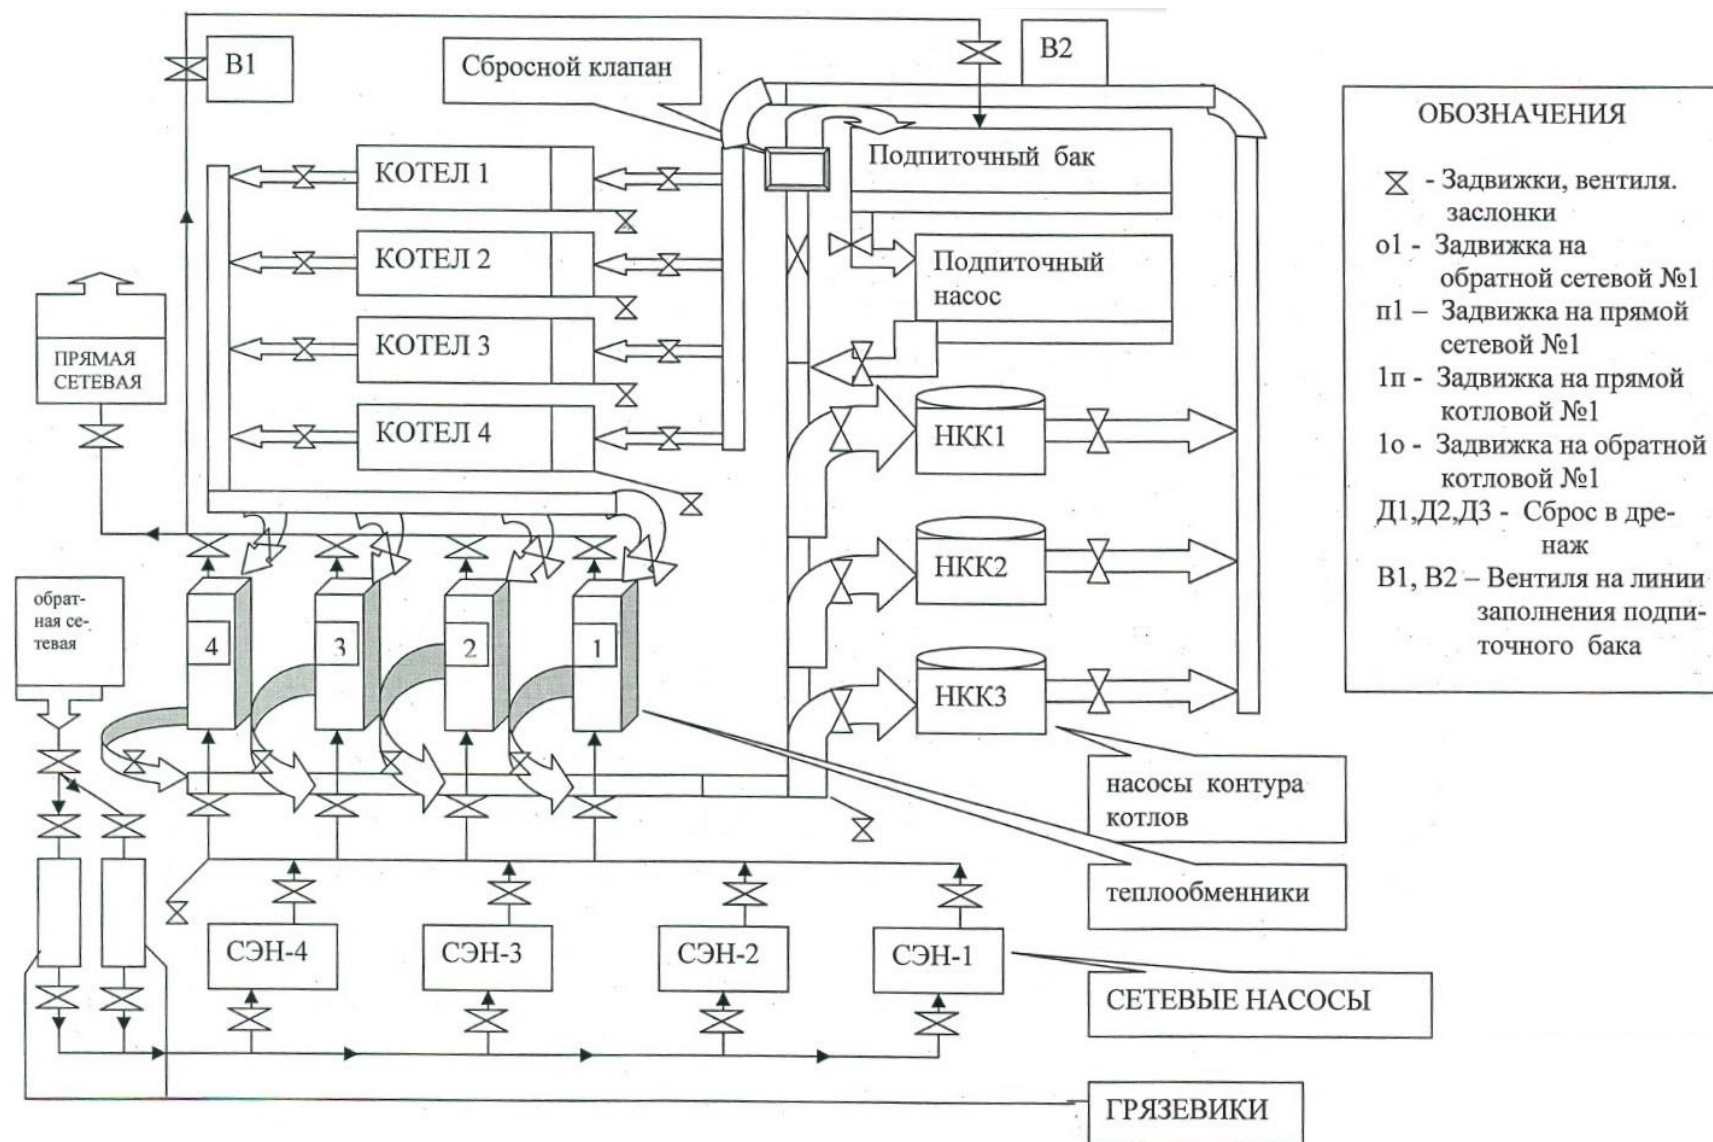 В1
Сбросной клапан
В2
КОТЕЛ 1
КОТЕЛ 2
КОТЕЛ 3
КОТЕЛ 4
Подпиточный бак
Подпиточный
насос
ПРЯМАЯ
СЕТЕВАЯ
НКК1
НКК2
НКК3
обрат-
ная се-
тевая
4
3
2
1
насосы контура
котлов
теплообменники
СЭН-4
СЭН-3
СЭН-2
СЭН-1
СЕТЕВЫЕ НАСОСЫ
ГРЯЗЕВИКИ
ОБОЗНАЧЕНИЯ
- Задвижки, вентиля.
заслонки
о1 - Задвижка на
обратной сетевой №1
п1 – Задвижка на прямой
сетевой №1
1п - Задвижка на прямой
котловой №1
1о - Задвижка на обратной
котловой №1
Д1,Д2,Д3 - Сброс в дре-
наж
В1, В2 – Вентиля на линии
заполнения подпи-
точного бака